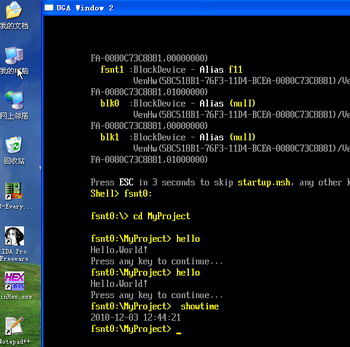 UGA Window 2
我的文档
我的电脑
网上邻居
回收站
IDA Pro
Freeware
Notepad++
FA-0080C73C8881,00000000)
fsnt1 :BlockDevice - Alias f11
VenHw(58C518B1-76F3-11D4-BCEA-0080C73C8881)/Ve
FA-0080C73C8881,01000000)
blk0 :BlockDevice - Alias (null)
VenHw(58C518B1-76F3-11D4-BCEA-0080C73C8881)/Ve
FA-0080C73C8881,00000000)
blk1 :BlockDevice - Alias (null)
VenHw(58C518B1-76F3-11D4-BCEA-0080C73C8881)/Ve
FA-0080C73C8881,01000000)
Press ESC in 3 seconds to skip startup.nsh, any other k
Shell> fsnt0:
fsnt0:\> cd MyProject
fsnt0:\MyProject> hello
Hello,World!
Press any key to continue...
fsnt0:\MyProject> hello
Hello,World!
Press any key to continue...
fsnt0:\MyProject> showtime
2010-12-03 12:44:21
fsnt0:\MyProject> _